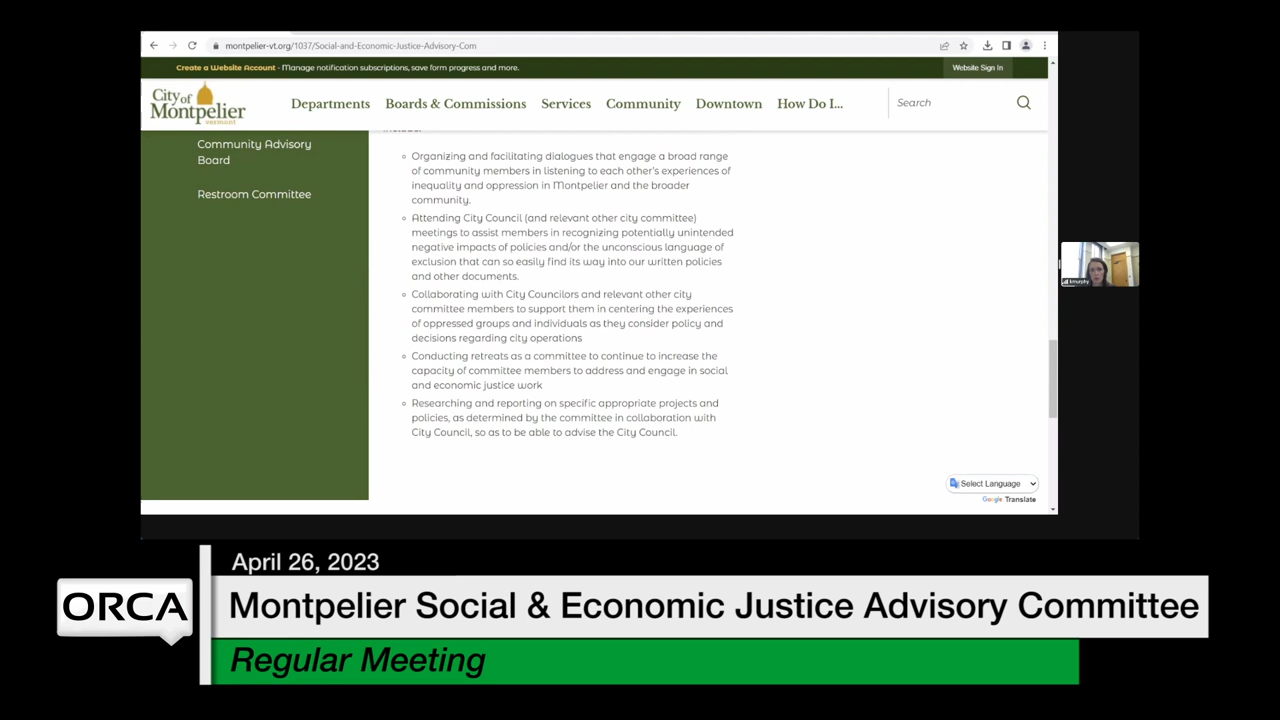 montpelier-vt.org/1037/Social-and-Economic-Justice-Advisory-Com
Create a Website Account - Manage notification subscriptions, save form progress and more.
Website Sign In
City of
Montpelier
vermont
Departments
Boards & Commissions
Services
Community
Downtown
How Do I...
Search
Community Advisory
Board
Restroom Committee
Organizing and facilitating dialogues that engage a broad range
of community members in listening to each other's experiences of
inequality and oppression in Montpelier and the broader
community.
Attending City Council (and relevant other city committee)
meetings to assist members in recognizing potentially unintended
negative impacts of policies and/or the unconscious language of
exclusion that can so easily find its way into our written policies
and other documents.
Collaborating with City Councilors and relevant other city
committee members to support them in centering the experiences
of oppressed groups and individuals as they consider policy and
decisions regarding city operations
Conducting retreats as a committee to continue to increase the
capacity of committee members to address and engage in social
and economic justice work
Researching and reporting on specific appropriate projects and
policies, as determined by the committee in collaboration with
City Council, so as to be able to advise the City Council.
Select Language
Google Translate
April 26, 2023
ORCA
Montpelier Social & Economic Justice Advisory Committee
Regular Meeting